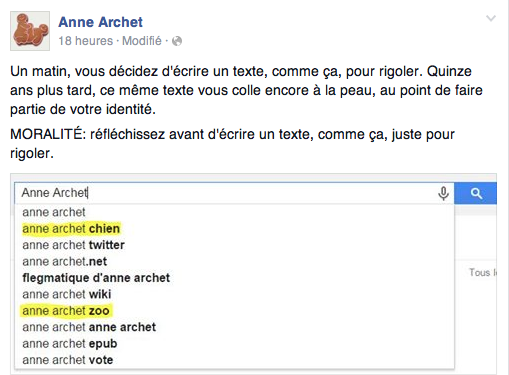 Anne Archet
18 heures · Modifié ·
Un matin, vous décidez d'écrire un texte, comme ça, pour rigoler. Quinze
ans plus tard, ce même texte vous colle encore à la peau, au point de faire
partie de votre identité.
MORALITÉ: réfléchissez avant d'écrire un texte, comme ça, juste pour
rigoler.
Anne Archet
anne archet
anne archet chien
anne archet twitter
anne archet.net
flegmatique d'anne archet
anne archet wiki
anne archet zoo
anne archet anne archet
anne archet epub
anne archet vote
Tous